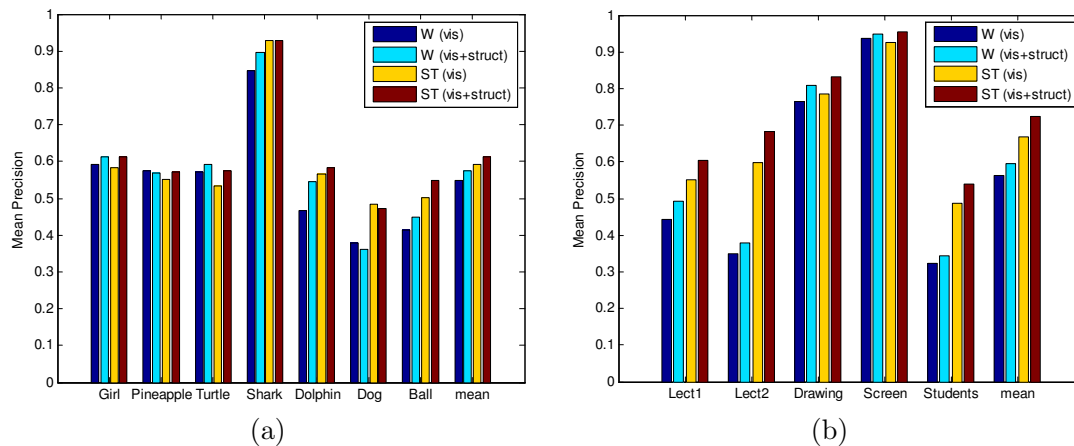 1
0.9
0.8
0.7
0.6
0.5
0.4
0.3
0.2
0.1
0
Mean Precision
W (vis)
W (vis+struct)
ST (vis)
ST (vis+struct)
Girl Pineapple Turtle Shark Dolphin Dog Ball mean
(a)
1
0.9
0.8
0.7
0.6
0.5
0.4
0.3
0.2
0.1
0
Mean Precision
W (vis)
W (vis+struct)
ST (vis)
ST (vis+struct)
Lect1 Lect2 Drawing Screen Students mean
(b)